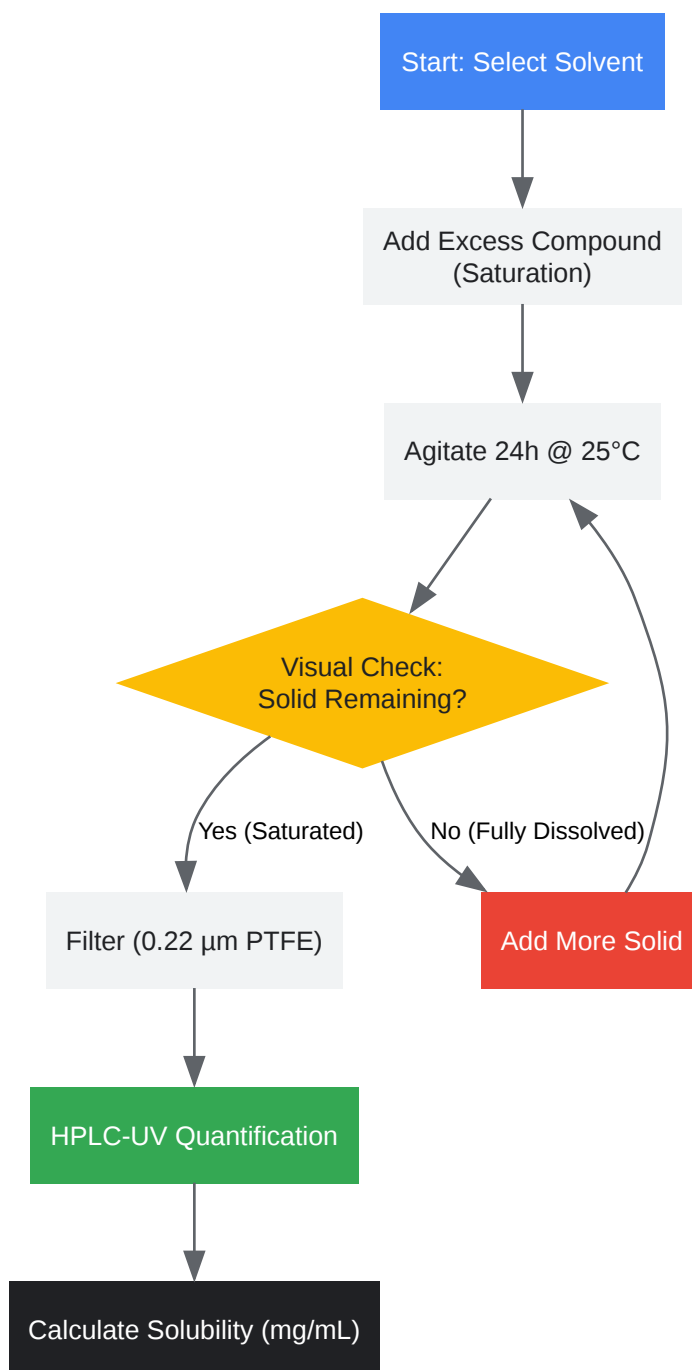 Start: Select Solvent
Add Excess Compound
(Saturation)
Agitate 24h @ 25°C
Visual Check:
Solid Remaining?
Yes (Saturated)
No (Fully Dissolved)
Filter (0.22 µm PTFE)
Add More Solid
HPLC-UV Quantification
Calculate Solubility (mg/mL)